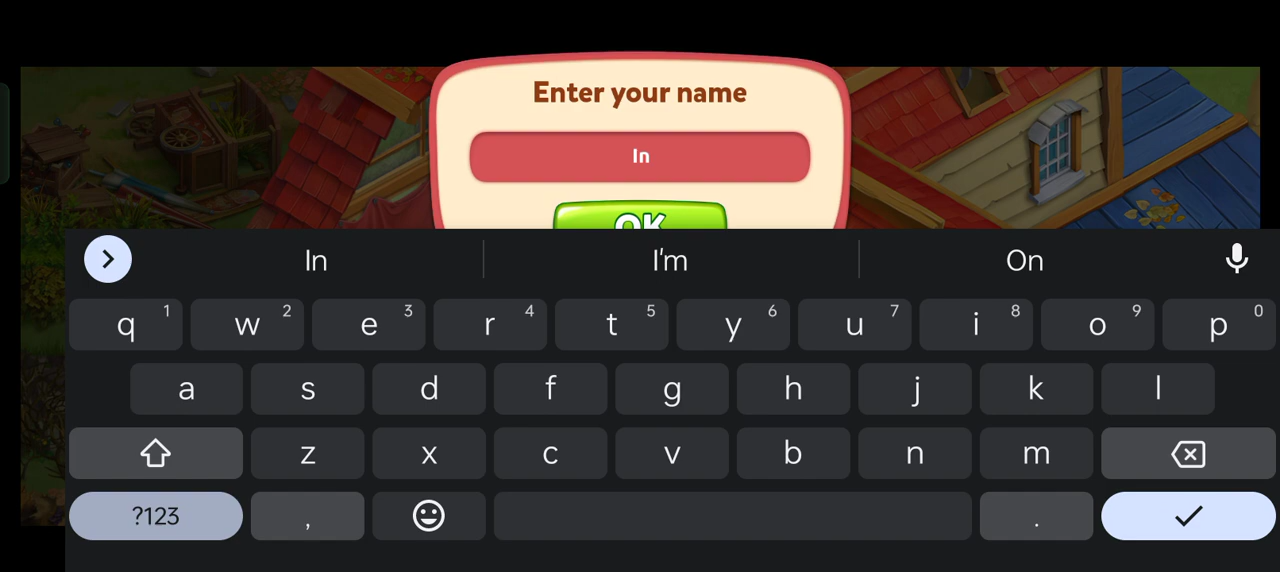 Enter your name
In
OK
In I'm On
q 1 w 2 e 3 r 4 t 5 y 6 u 7 i 8 o 9 p 0
a s d f g h j k l
z x c v b n m
?123 , .